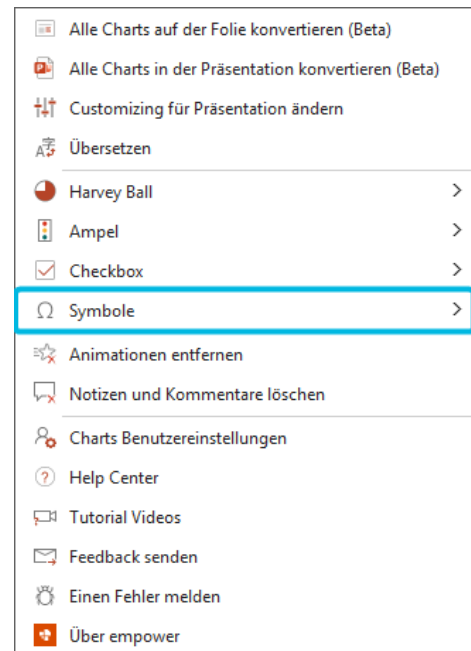 Alle Charts auf der Folie konvertieren (Beta)
Alle Charts in der Präsentation konvertieren (Beta)
Customizing für Präsentation ändern
Übersetzen
Harvey Ball
Ampel
Checkbox
Symbole
Animationen entfernen
Notizen und Kommentare löschen
Charts Benutzereinstellungen
Help Center
Tutorial Videos
Feedback senden
Einen Fehler melden
Über empower